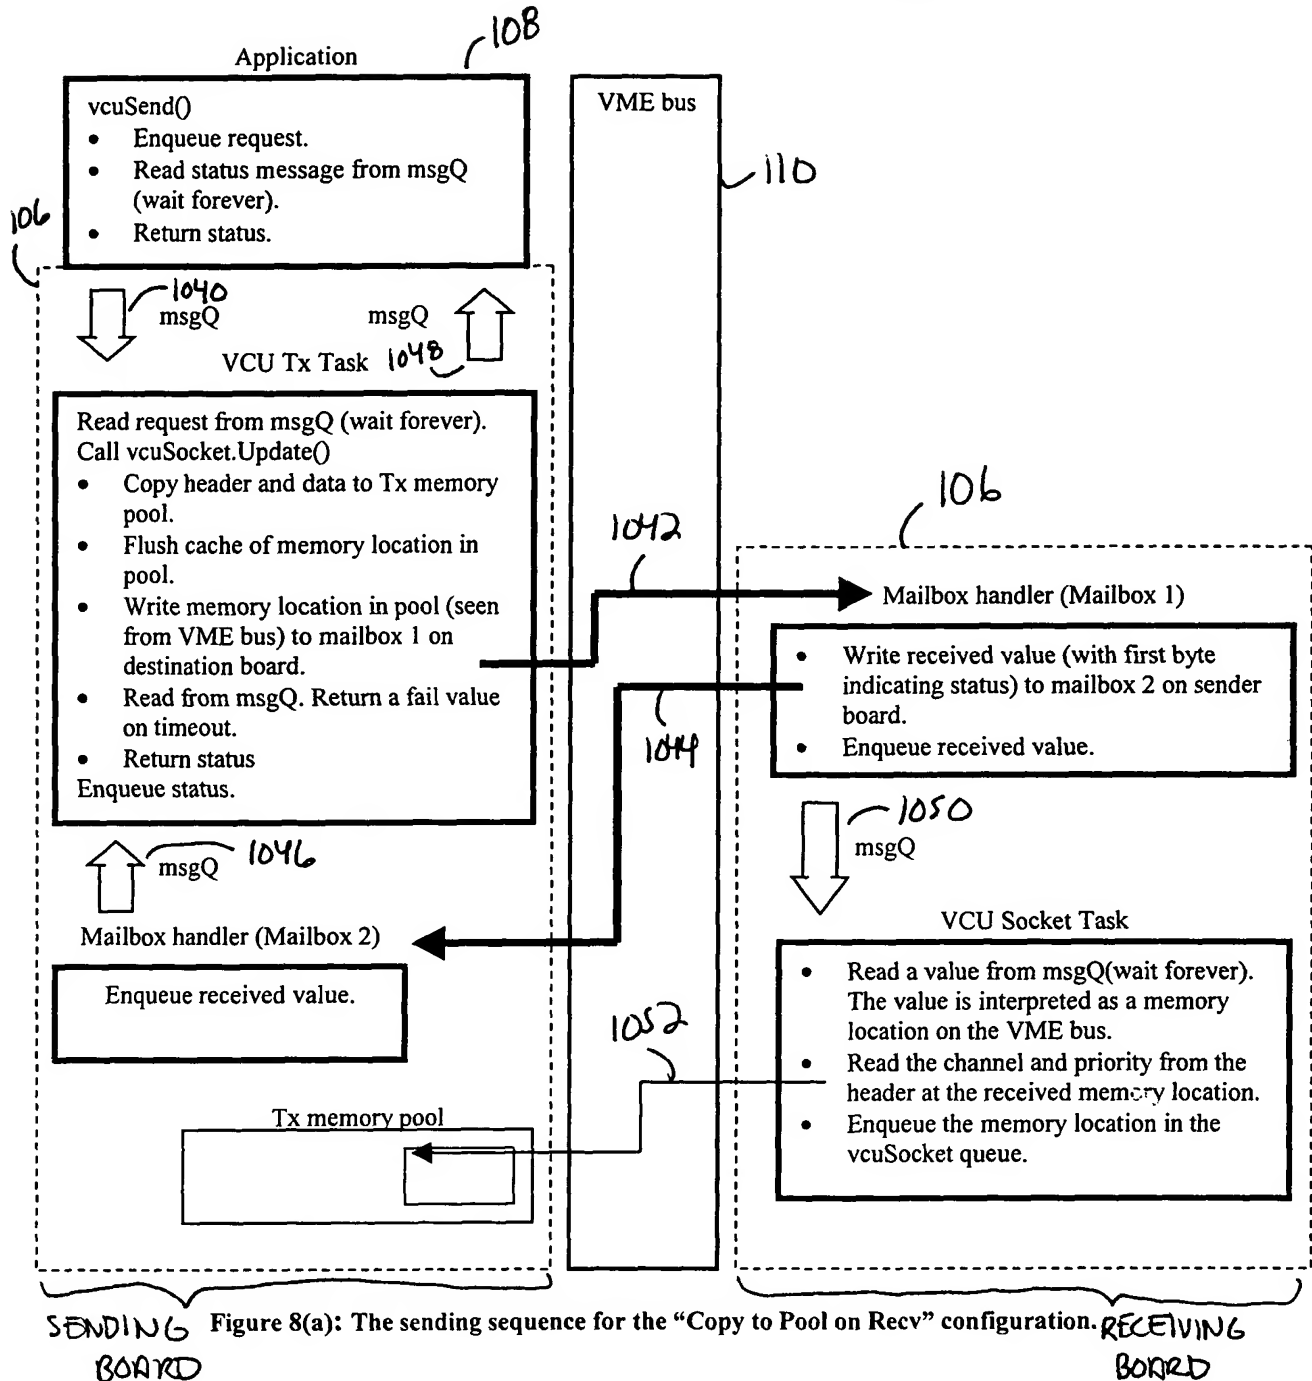 108
Application
vcuSend()
• Enqueue request.
• Read status message from msgQ
(wait forever).
• Return status.
VME bus
110
106
1040
msgQ
msgQ
VCU Tx Task 1048
Read request from msgQ (wait forever).
Call vcuSocket.Update()
• Copy header and data to Tx memory
pool.
• Flush cache of memory location in
pool.
• Write memory location in pool (seen
from VME bus) to mailbox 1 on
destination board.
• Read from msgQ. Return a fail value
on timeout.
• Return status
Enqueue status.
1042
1044
106
Mailbox handler (Mailbox 1)
• Write received value (with first byte
indicating status) to mailbox 2 on sender
board.
• Enqueue received value.
1050
msgQ
1046
msgQ
Mailbox handler (Mailbox 2)
Enqueue received value.
VCU Socket Task
• Read a value from msgQ(wait forever).
The value is interpreted as a memory
location on the VME bus.
• Read the channel and priority from the
header at the received memory location.
• Enqueue the memory location in the
vcuSocket queue.
1052
Tx memory pool
SENDING BOARD
Figure 8(a): The sending sequence for the “Copy to Pool on Recv” configuration.
RECEIVING BOARD